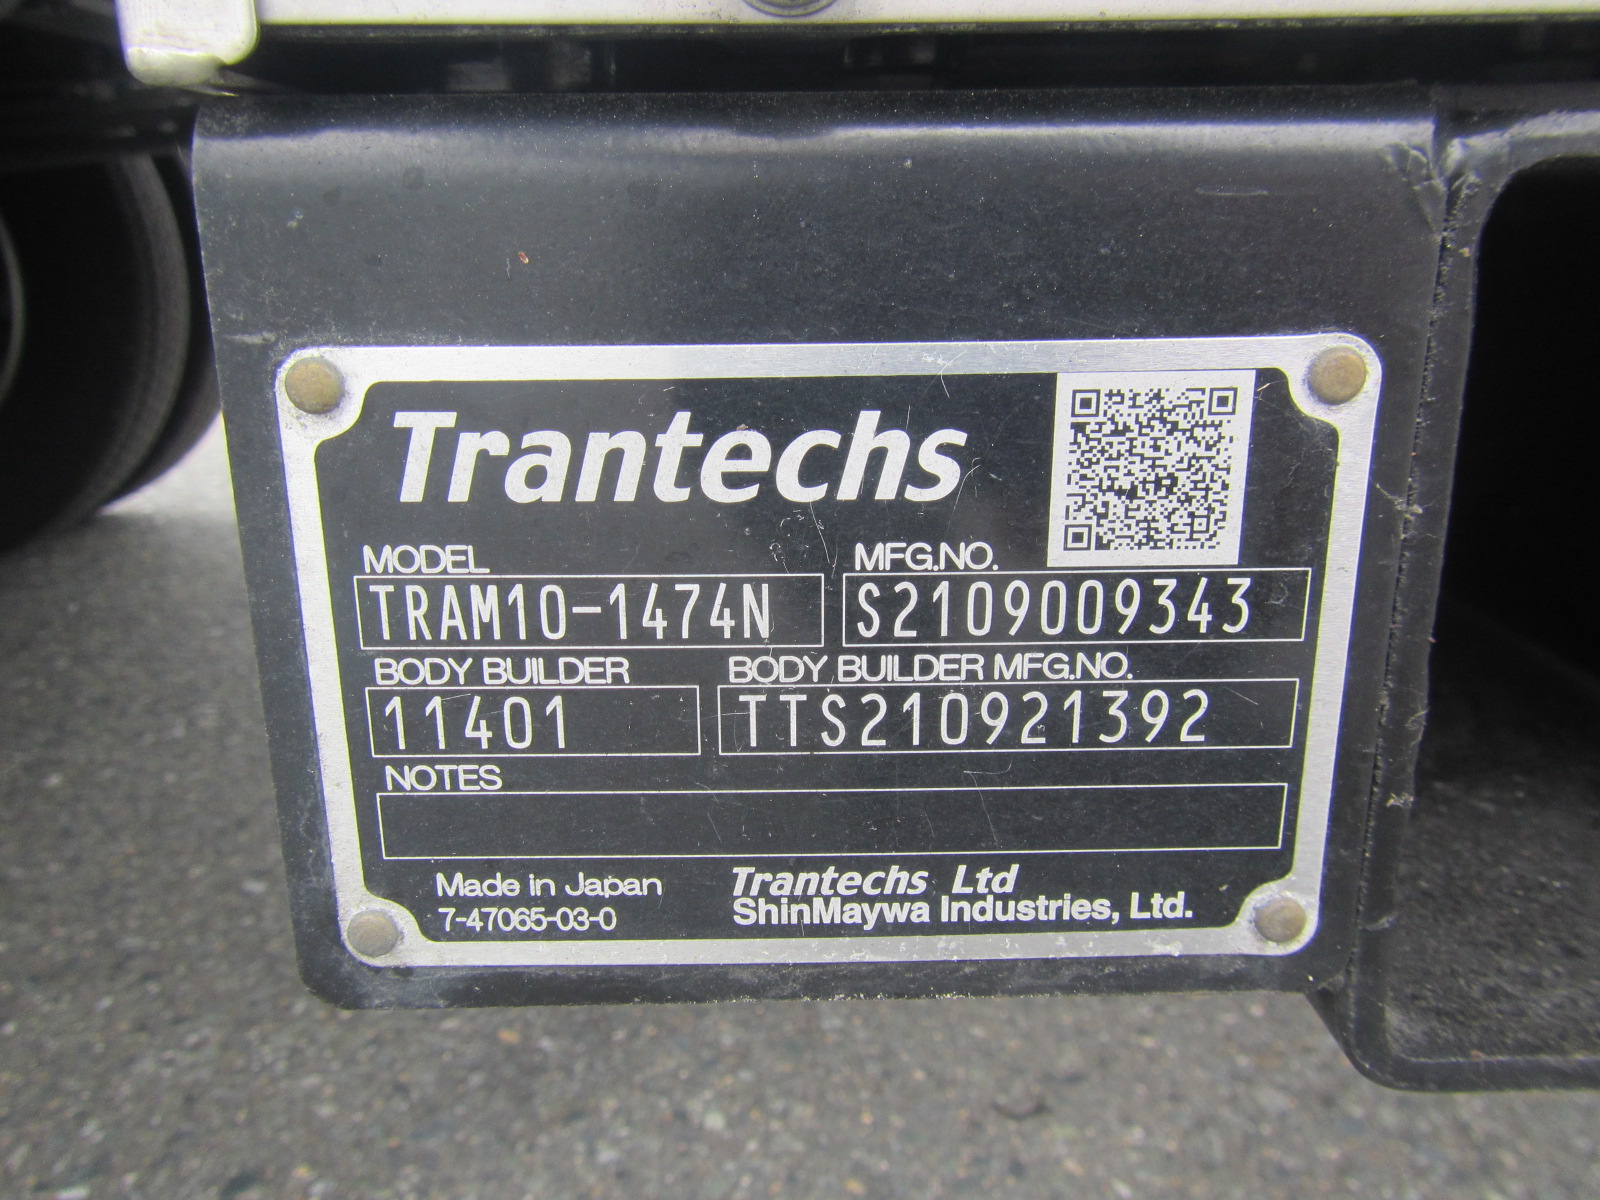 Trantechs
MODEL MFG.NO.
TRAM10-1474N S2109009343
BODY BUILDER BODY BUILDER MFG.NO.
11401 TTS210921392
NOTES
Made in Japan Trantechs Ltd
7-47065-03-0 ShinMaywa Industries, Ltd.